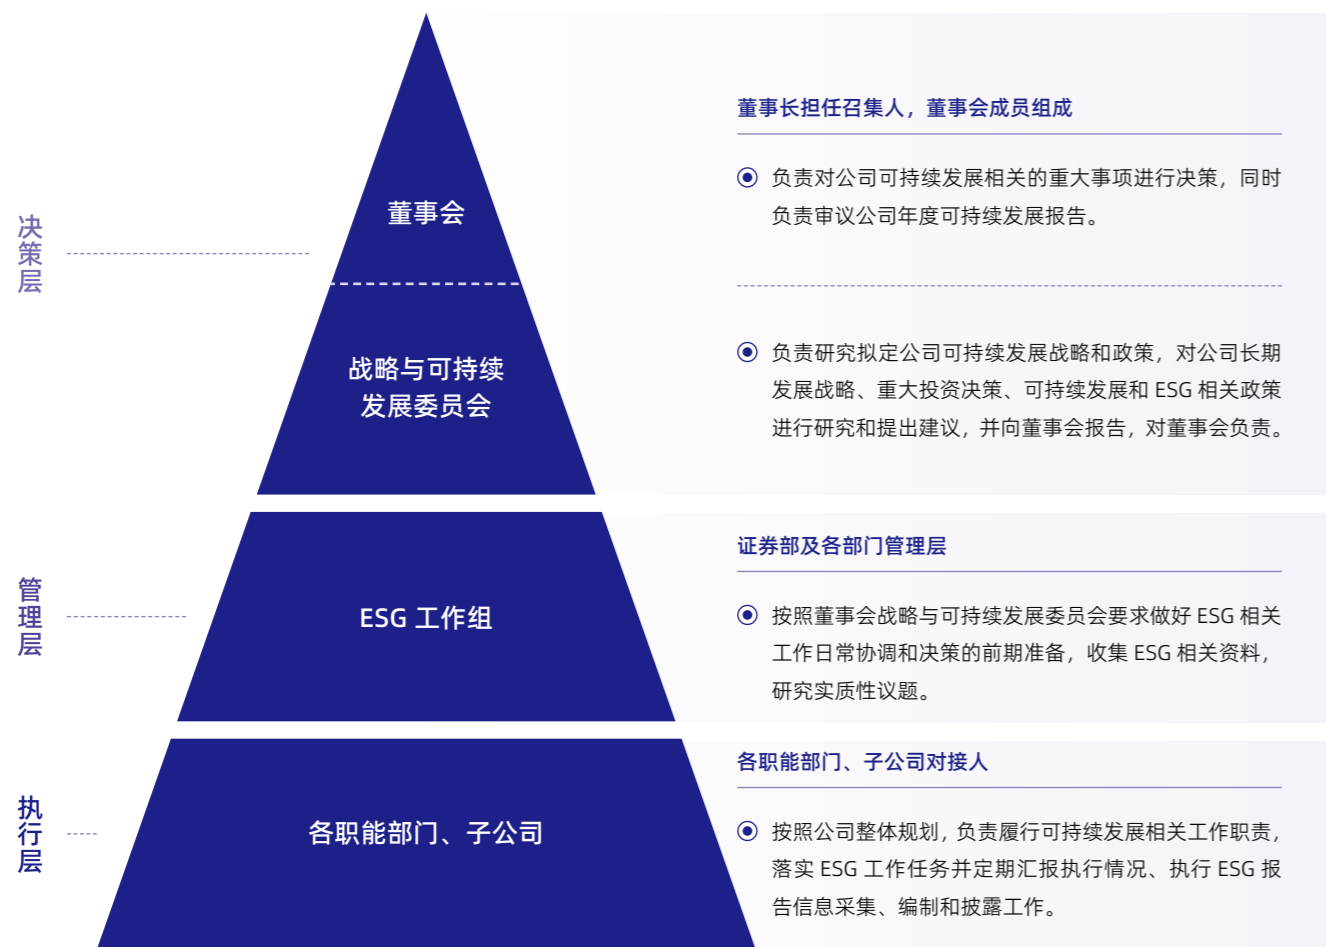 决策层
董事会
董事长担任召集人，董事会成员组成
负责对公司可持续发展相关的重大事项进行决策，同时
负责审议公司年度可持续发展报告。
战略与可持续
发展委员会
负责研究拟定公司可持续发展战略和政策，对公司长期
发展战略、重大投资决策、可持续发展和 ESG 相关政策
进行研究和提出建议，并向董事会报告，对董事会负责。
管理层
ESG 工作组
证券部及各部门管理层
按照董事会战略与可持续发展委员会要求做好 ESG 相关
工作日常协调和决策的前期准备，收集 ESG 相关资料，
研究实质性议题。
执行层
各职能部门、子公司
各职能部门、子公司对接人
按照公司整体规划，负责履行可持续发展相关工作职责，
落实 ESG 工作任务并定期汇报执行情况、执行 ESG 报
告信息采集、编制和披露工作。